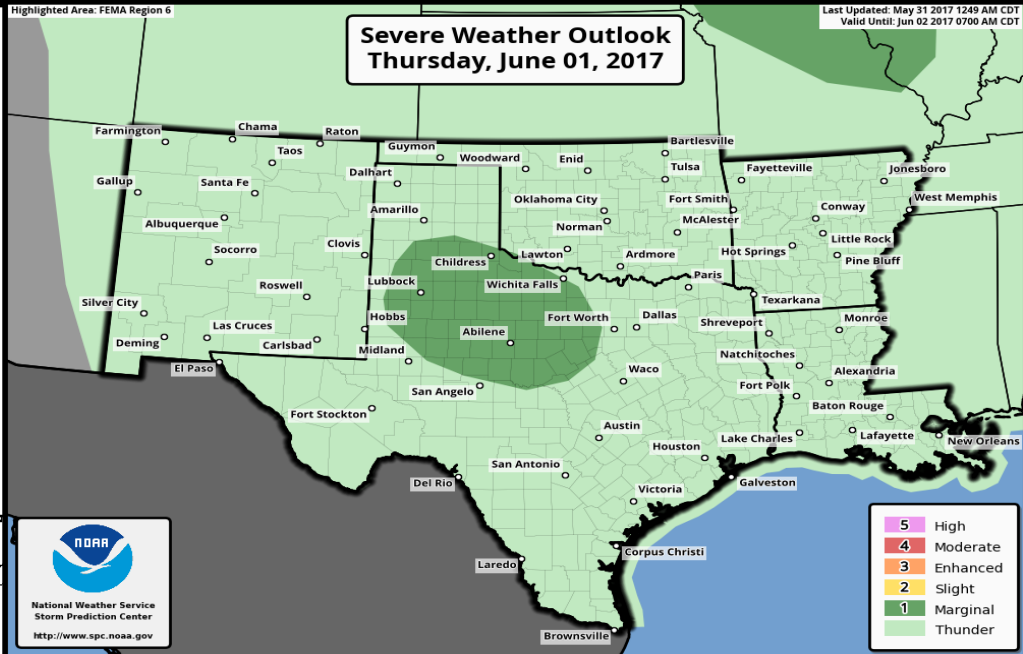 Highlighted Area: FEMA Region 6
Last Updated: May 31 2017 1249 AM CDT
Valid Until: Jun 02 2017 0700 AM CDT
Severe Weather Outlook
Thursday, June 01, 2017
Farmington
Chama
Raton
Guymon
Bartlesville
Taos
Woodward
Enid
Tulsa
Fayetteville
Jonesboro
Dalhart
Gallup
Santa Fe
Oklahoma City
Fort Smith
West Memphis
Amarillo
Conway
Albuquerque
Norman
McAlester
Little Rock
Socorro
Clovis
Lawton
Ardmore
Hot Springs
Pine Bluff
Childress
Paris
Roswell
Lubbock
Wichita Falls
Texarkana
Silver City
Hobbs
Fort Worth
Dallas
Shreveport
Monroe
Las Cruces
Abilene
Deming
Carlsbad
Midland
Natchitoches
El Paso
Waco
Alexandria
San Angelo
Fort Polk
Baton Rouge
Fort Stockton
Austin
Houston
Lake Charles
Lafayette
New Orleans
San Antonio
Del Rio
Victoria
Galveston
Corpus Christi
Laredo
Brownsville
NOAA
National Weather Service
Storm Prediction Center
http://www.spc.noaa.gov
5 High
4 Moderate
3 Enhanced
2 Slight
1 Marginal
Thunder